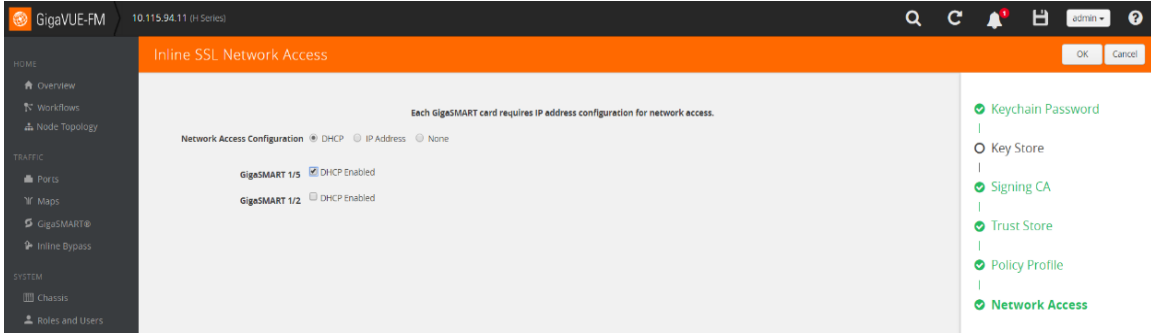 GigaVUE-FM
10.115.94.11 (H Series)
1
admin
?
Inline SSL Network Access
OK
Cancel
HOME
Overview
Workflows
Node Topology
TRAFFIC
Ports
Maps
GigaSMART®
Inline Bypass
SYSTEM
Chassis
Roles and Users
Each GigaSMART card requires IP address configuration for network access.
Network Access Configuration DHCP IP Address None
GigaSMART 1/5 DHCP Enabled
GigaSMART 1/2 DHCP Enabled
Keychain Password
Key Store
Signing CA
Trust Store
Policy Profile
Network Access